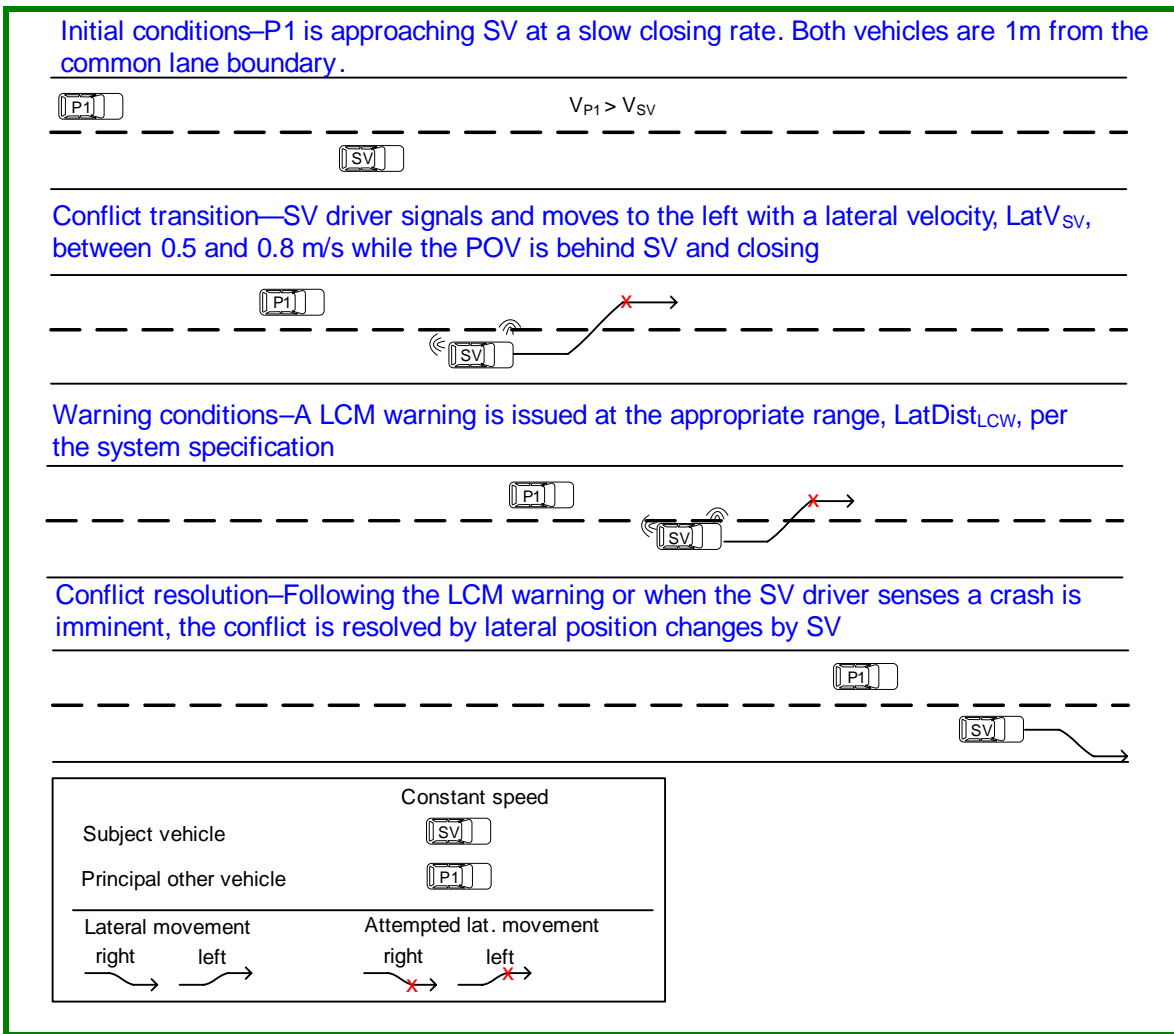 Initial conditions–P1 is approaching SV at a slow closing rate. Both vehicles are 1m from the
common lane boundary.
P1
V_P1 > V_SV
SV
Conflict transition—SV driver signals and moves to the left with a lateral velocity, LatV_SV,
between 0.5 and 0.8 m/s while the POV is behind SV and closing
P1
x
SV
Warning conditions–A LCM warning is issued at the appropriate range, LatDist_LCW, per
the system specification
P1
x
SV
Conflict resolution–Following the LCM warning or when the SV driver senses a crash is
imminent, the conflict is resolved by lateral position changes by SV
P1
SV
Constant speed
Subject vehicle
SV
Principal other vehicle
P1
Lateral movement
Attempted lat. movement
right
left
right
left
x
x